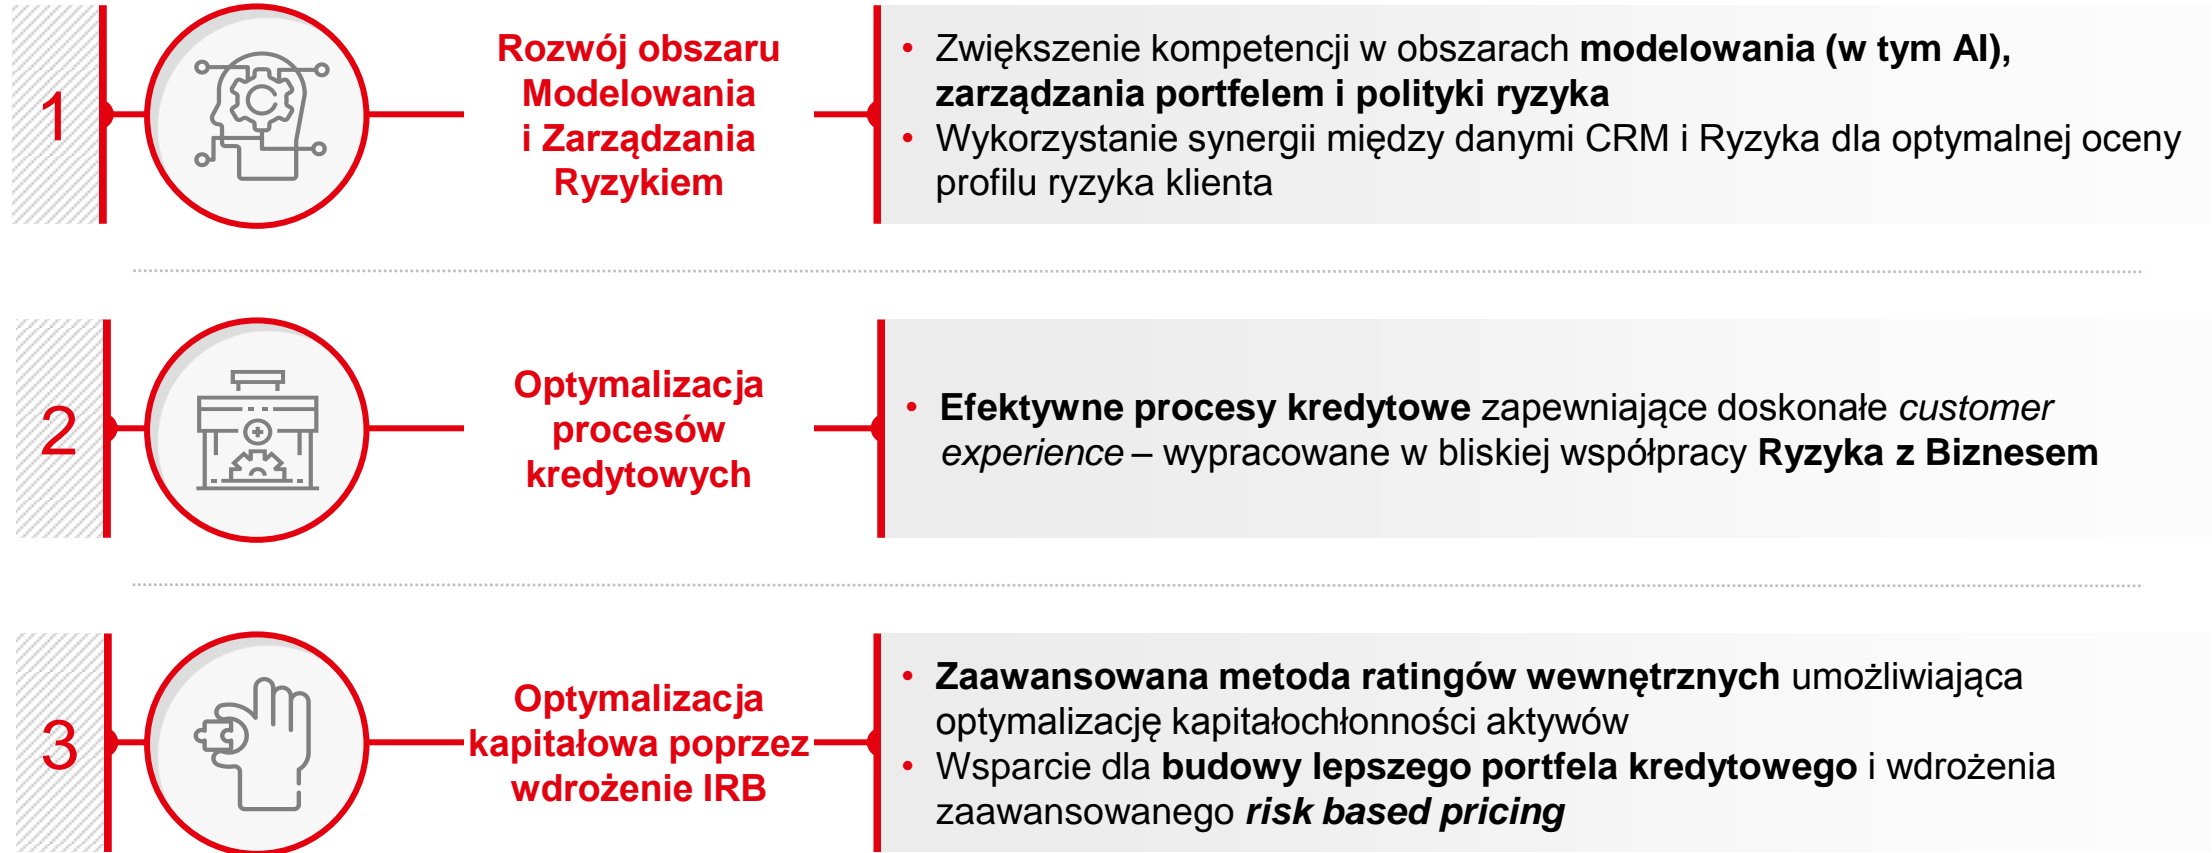 1
Rozwój obszaru
Modelowania
i Zarządzania
Ryzykiem
• Zwiększenie kompetencji w obszarach modelowania (w tym AI),
zarządzania portfelem i polityki ryzyka
• Wykorzystanie synergii między danymi CRM i Ryzyka dla optymalnej oceny
profilu ryzyka klienta
2
Optymalizacja
procesów
kredytowych
• Efektywne procesy kredytowe zapewniające doskonałe customer
experience – wypracowane w bliskiej współpracy Ryzyka z Biznesem
3
Optymalizacja
kapitałowa poprzez
wdrożenie IRB
• Zaawansowana metoda ratingów wewnętrznych umożliwiająca
optymalizację kapitałochłonności aktywów
• Wsparcie dla budowy lepszego portfela kredytowego i wdrożenia
zaawansowanego risk based pricing